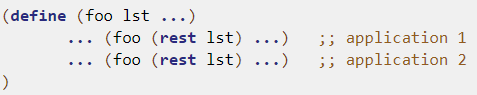 (define (foo lst ...)
... (foo (rest lst) ...) ;; application 1
... (foo (rest lst) ...) ;; application 2
)